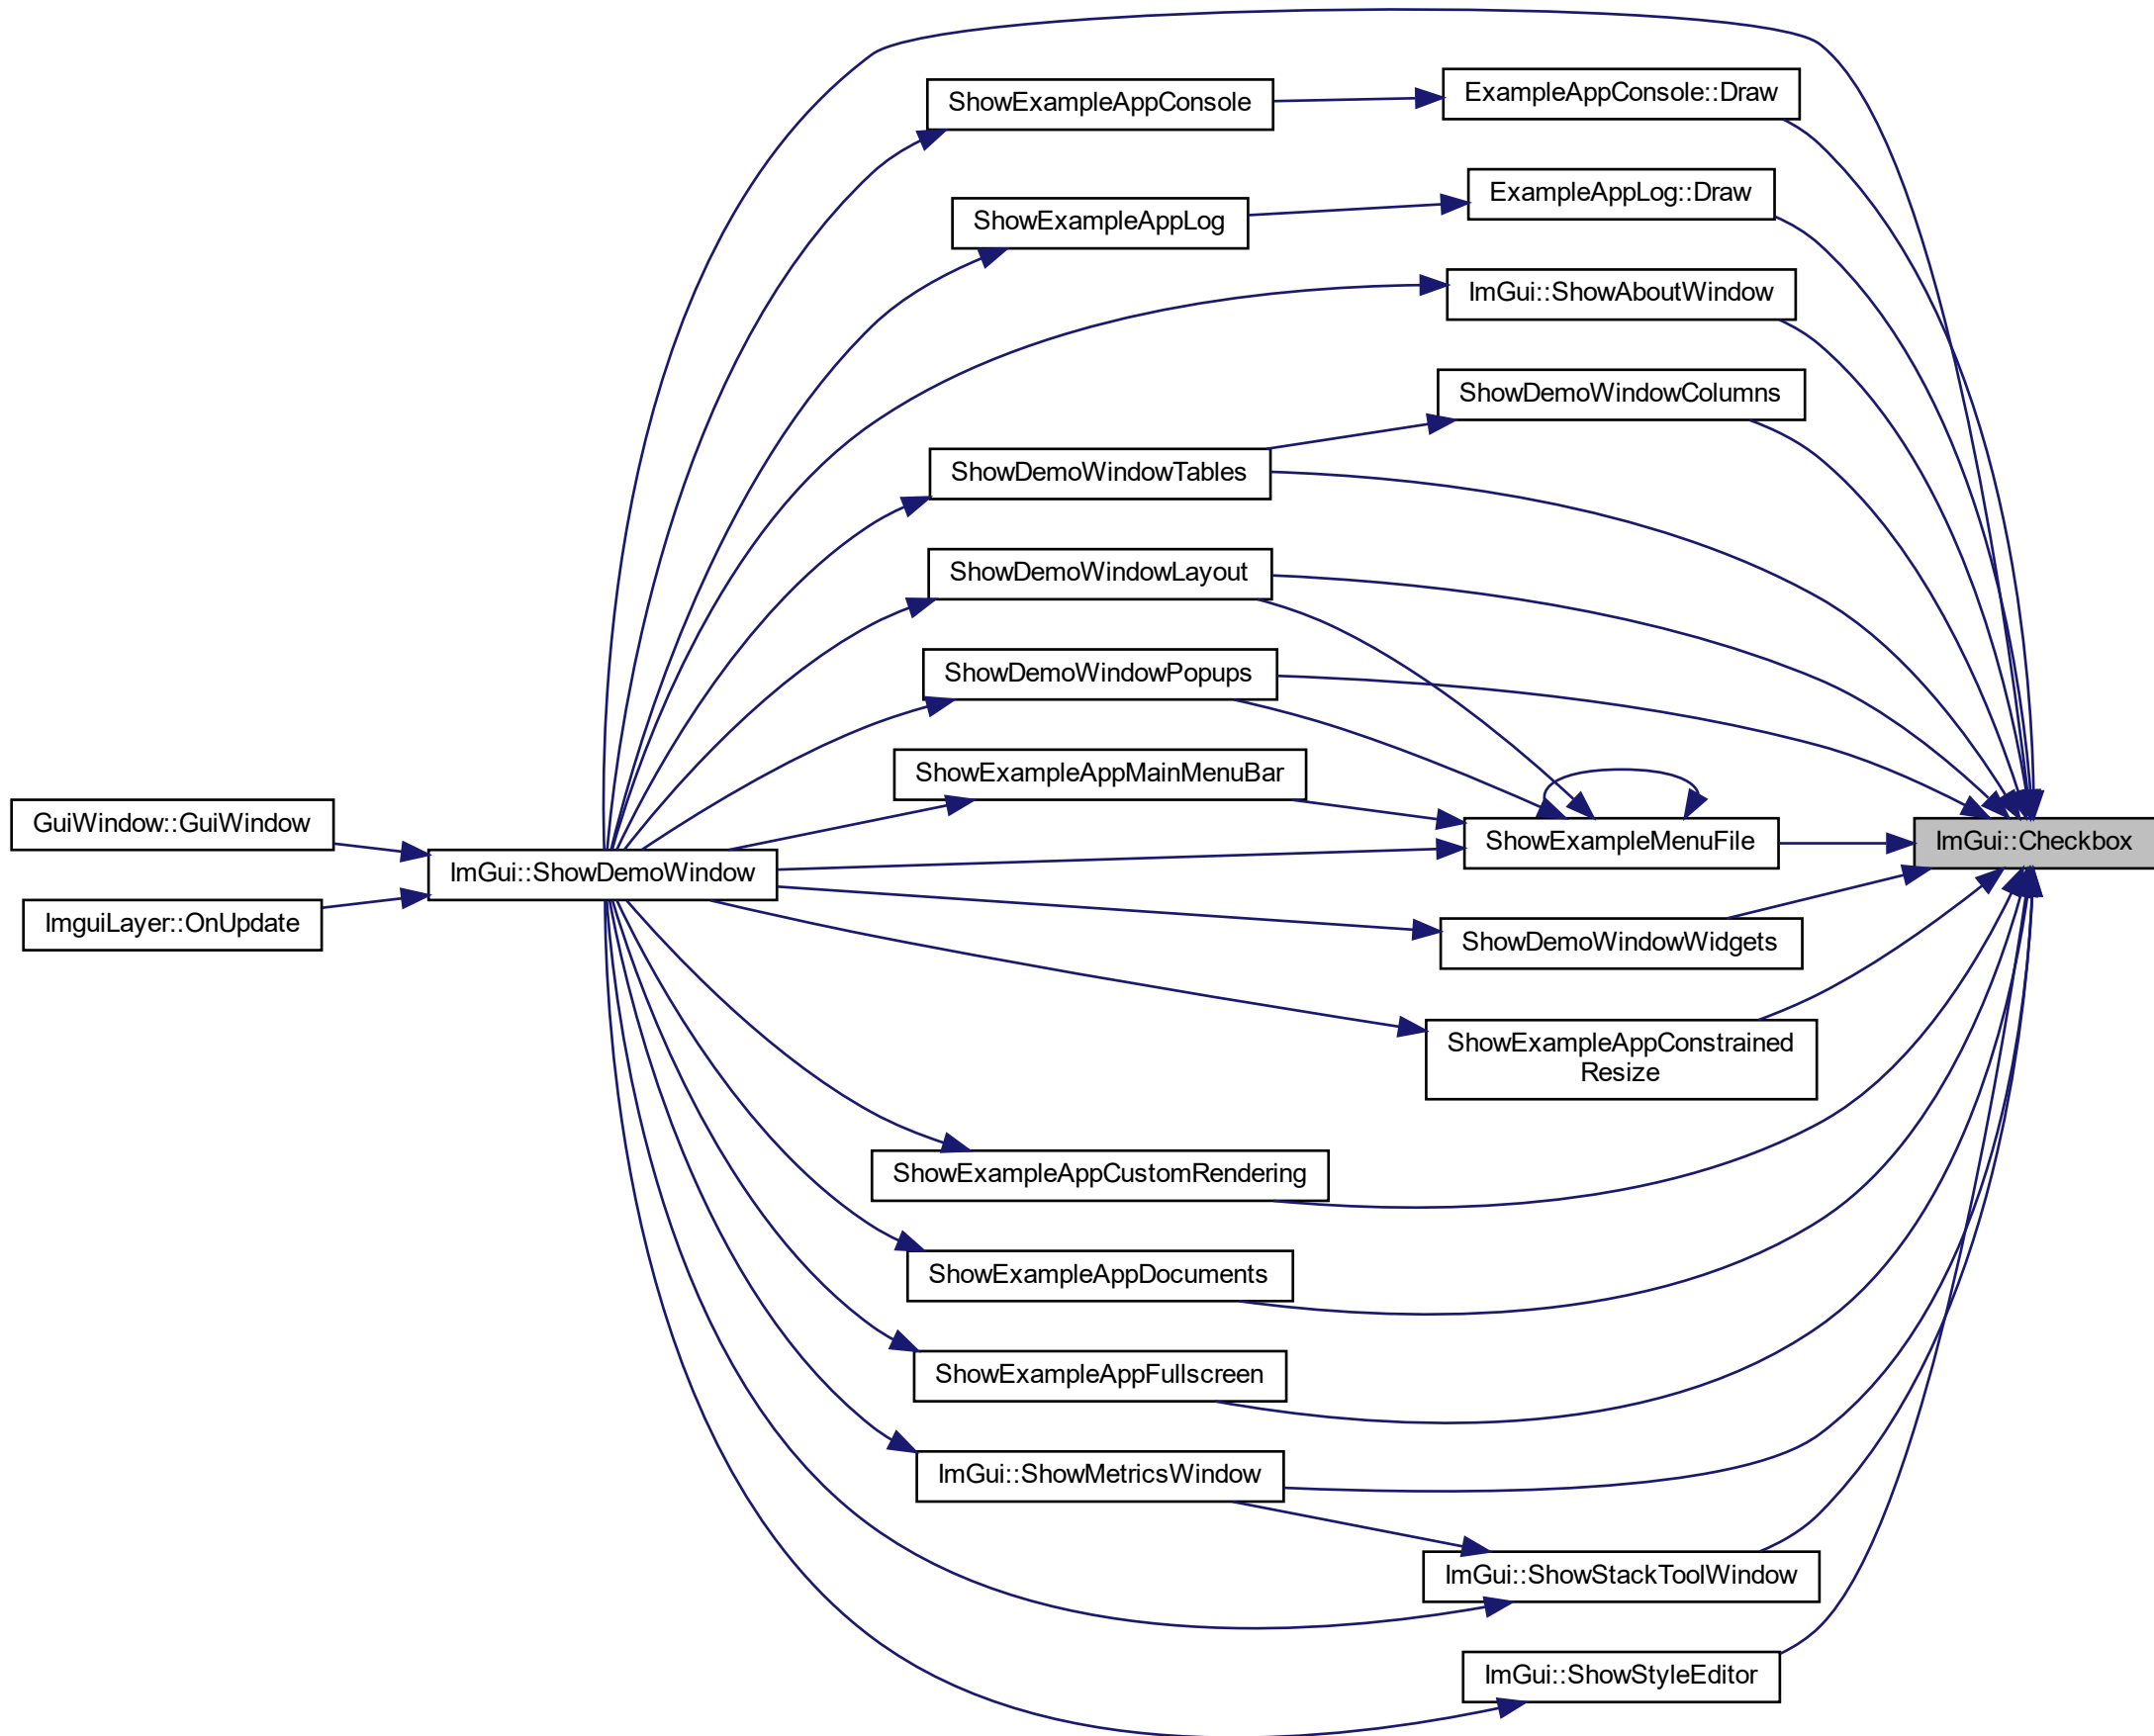 ExampleAppConsole::Draw
ShowExampleAppConsole
ExampleAppLog::Draw
ShowExampleAppLog
ImGui::ShowAboutWindow
ShowDemoWindowColumns
ShowDemoWindowTables
ShowDemoWindowLayout
ShowDemoWindowPopups
ShowExampleAppMainMenuBar
GuiWindow::GuiWindow
ShowExampleMenuFile
ImGui::Checkbox
ImGui::ShowDemoWindow
ImguiLayer::OnUpdate
ShowDemoWindowWidgets
ShowExampleAppConstrained
Resize
ShowExampleAppCustomRendering
ShowExampleAppDocuments
ShowExampleAppFullscreen
ImGui::ShowMetricsWindow
ImGui::ShowStackToolWindow
ImGui::ShowStyleEditor